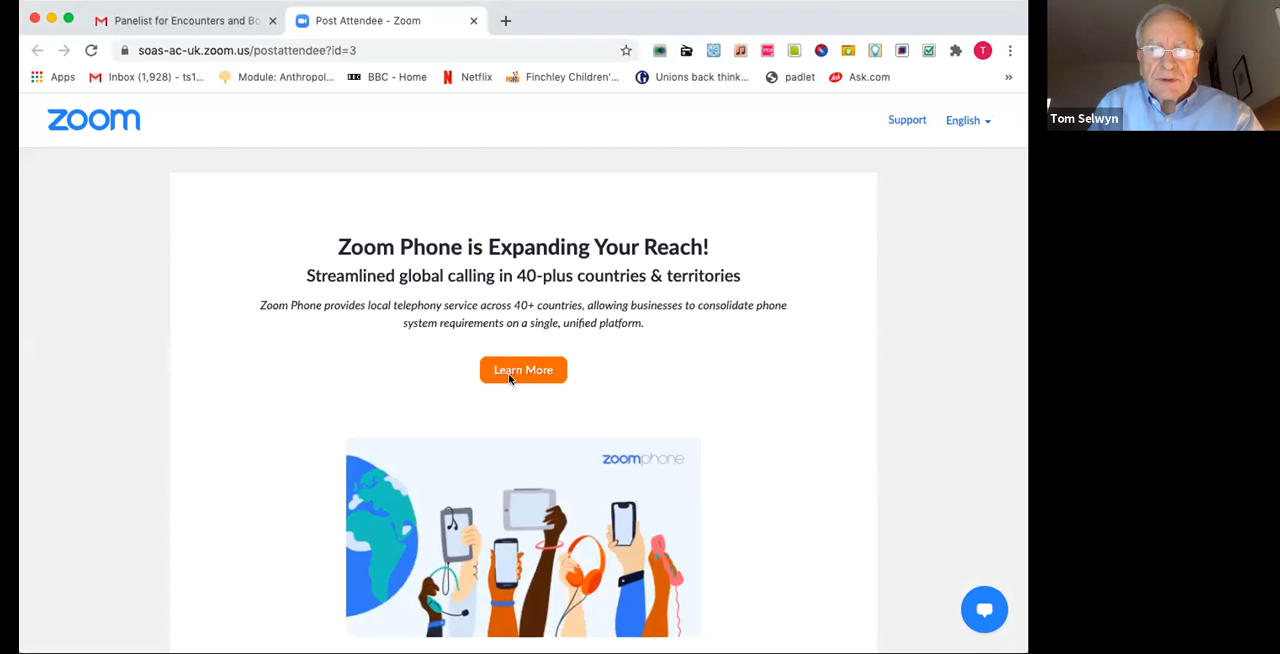 Panelist for Encounters and Bo
Post Attendee - Zoom
soas-ac-uk.zoom.us/postattendee?id=3
T
Apps
Inbox (1,928) - ts1...
Module: Anthropol...
BBC - Home
Netflix
Finchley Children'...
Unions back think...
padlet
Ask.com
»
zoom
Support
English
Tom Selwyn
Zoom Phone is Expanding Your Reach!
Streamlined global calling in 40-plus countries & territories
Zoom Phone provides local telephony service across 40+ countries, allowing businesses to consolidate phone
system requirements on a single, unified platform.
Learn More
zoomphone